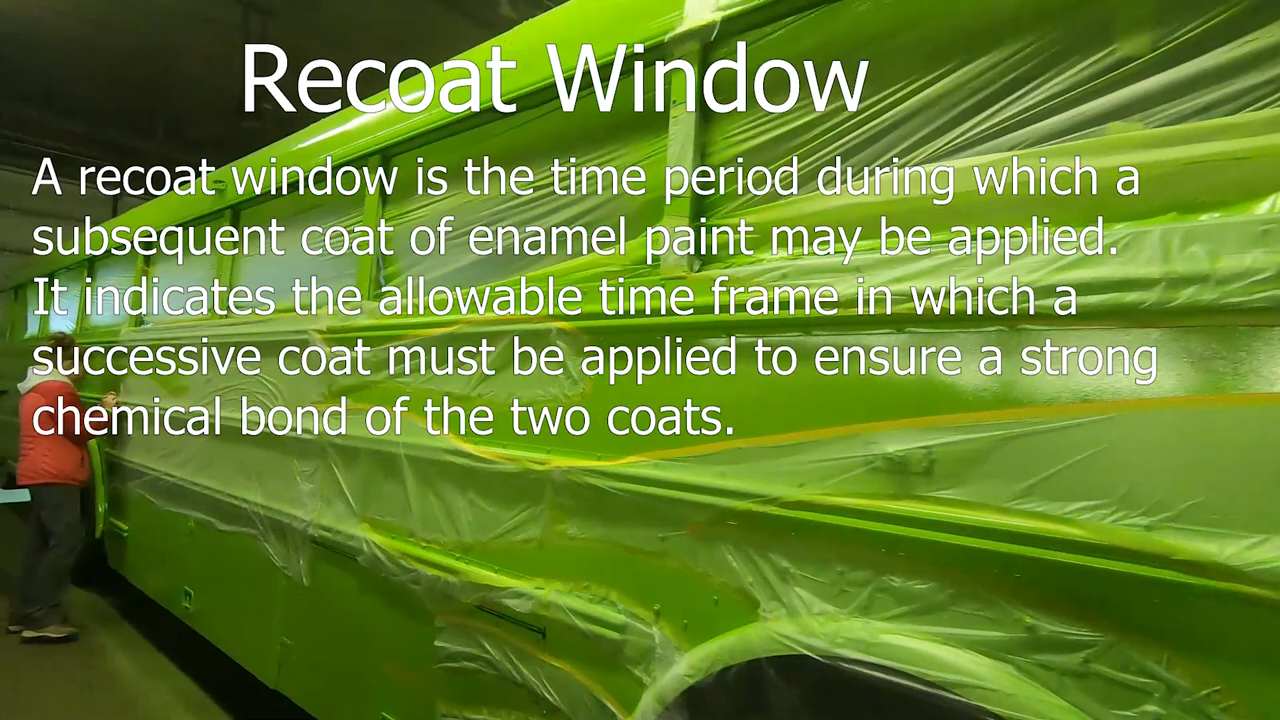 Recoat Window
A recoat window is the time period during which a
subsequent coat of enamel paint may be applied.
It indicates the allowable time frame in which a
successive coat must be applied to ensure a strong
chemical bond of the two coats.